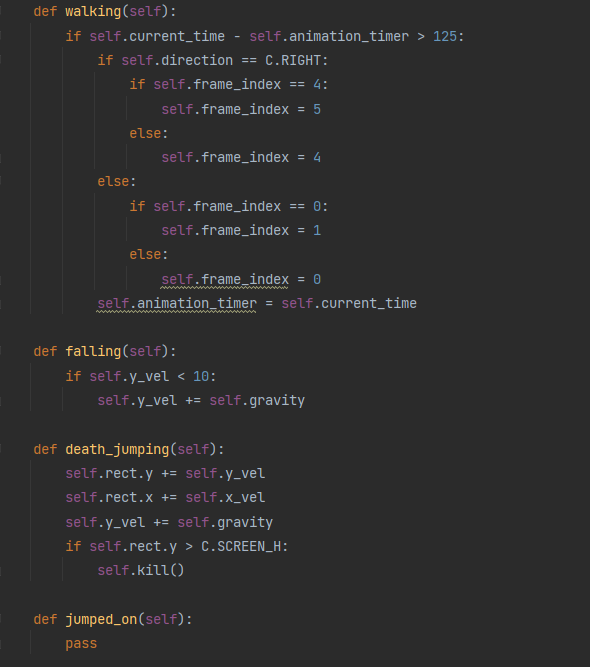 def walking(self):
if self.current_time - self.animation_timer > 125:
if self.direction == C.RIGHT:
if self.frame_index == 4:
self.frame_index = 5
else:
self.frame_index = 4
else:
if self.frame_index == 0:
self.frame_index = 1
else:
self.frame_index = 0
self.animation_timer = self.current_time
def falling(self):
if self.y_vel < 10:
self.y_vel += self.gravity
def death_jumping(self):
self.rect.y += self.y_vel
self.rect.x += self.x_vel
self.y_vel += self.gravity
if self.rect.y > C.SCREEN_H:
self.kill()
def jumped_on(self):
pass